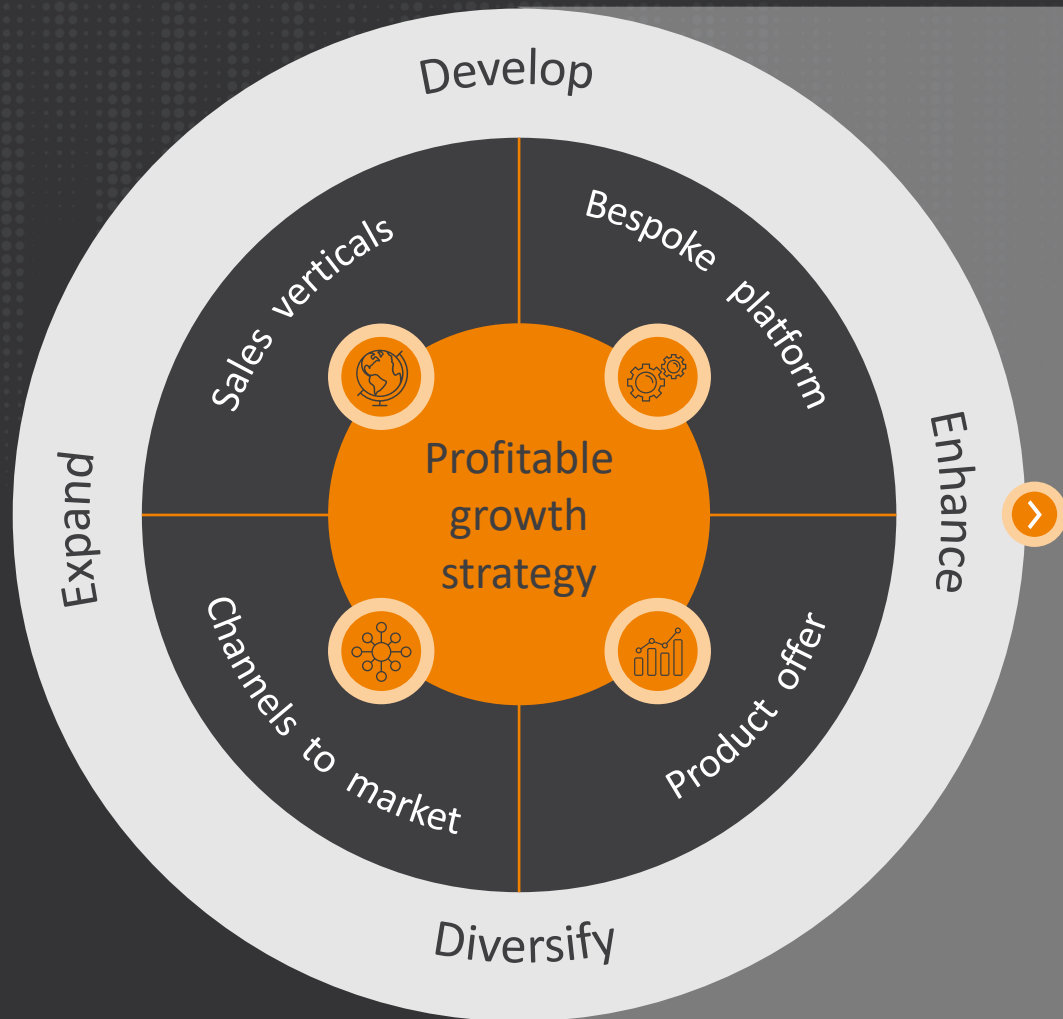 Develop
Sales verticals
Bespoke platform
Expand
Profitable
growth
strategy
Enhance
Channels to market
Product offer
Diversify